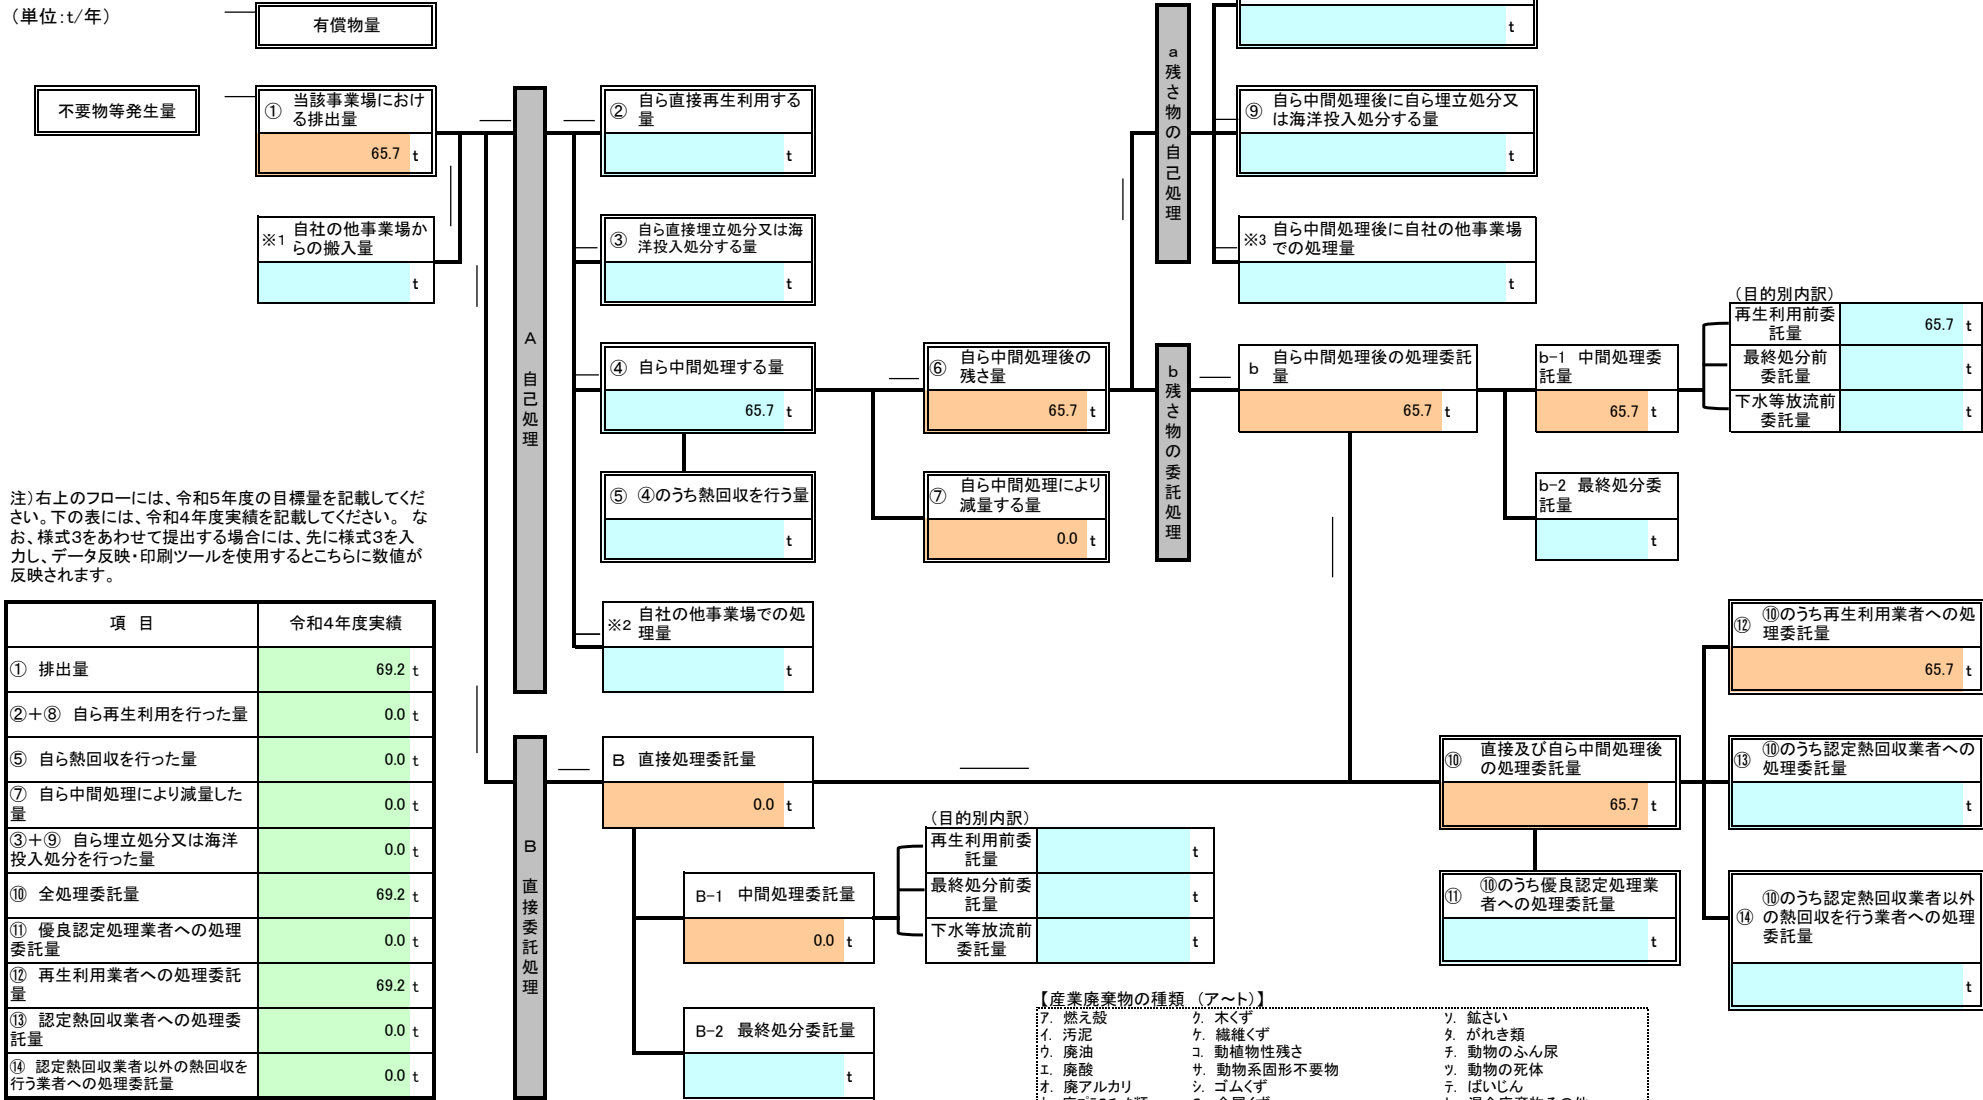 （単位:t/年）
有償物量
t
不要物等発生量
① 当該事業場におけ
る排出量
65.7 t
※1 自社の他事業場か
らの搬入量
t
A 自己処理
② 自ら直接再生利用する
量
t
③ 自ら直接埋立処分又は海
洋投入処分する量
t
④ 自ら中間処理する量
65.7 t
⑤ ④のうち熱回収を行う量
t
※2 自社の他事業場での処
理量
t
⑥ 自ら中間処理後の
残さ量
65.7 t
⑦ 自ら中間処理により
減量する量
0.0 t
a 残さ物の自己処理
⑨ 自ら中間処理後に自ら埋立処分又
は海洋投入処分する量
t
※3 自ら中間処理後に自社の他事業場
での処理量
t
b 残さ物の委託処理
b 自ら中間処理後の処理委託
量
65.7 t
b-1 中間処理委
託量
65.7 t
b-2 最終処分委
託量
t
（目的別内訳）
再生利用前委
託量
65.7 t
最終処分前
委託量
t
下水等放流前
委託量
t
注）右上のフローには、令和5年度の目標量を記載してくだ
さい。下の表には、令和4年度実績を記載してください。 な
お、様式3をあわせて提出する場合には、先に様式3を入
力し、データ反映・印刷ツールを使用するとこちらに数値が
反映されます。
項 目 令和4年度実績
① 排出量 69.2 t
②＋⑧ 自ら再生利用を行った量 0.0 t
⑤ 自ら熱回収を行った量 0.0 t
⑦ 自ら中間処理により減量した
量 0.0 t
③＋⑨ 自ら埋立処分又は海洋
投入処分を行った量 0.0 t
⑩ 全処理委託量 69.2 t
⑪ 優良認定処理業者への処理
委託量 0.0 t
⑫ 再生利用業者への処理委託
量 69.2 t
⑬ 認定熱回収業者への処理委
託量 0.0 t
⑭ 認定熱回収業者以外の熱回収を
行う業者への処理委託量 0.0 t
B 直接委託処理
B 直接処理委託量
0.0 t
B-1 中間処理委託量
0.0 t
B-2 最終処分委託量
t
（目的別内訳）
再生利用前委
託量
t
最終処分前委
託量
t
下水等放流前
委託量
t
⑩ 直接及び自ら中間処理後
の処理委託量
65.7 t
⑪ ⑩のうち優良認定処理業
者への処理委託量
t
⑫ ⑩のうち再生利用業者への処
理委託量
65.7 t
⑬ ⑩のうち認定熱回収業者への
処理委託量
t
⑭ ⑩のうち認定熱回収業者以外
の熱回収を行う業者への処理
委託量
t
【産業廃棄物の種類 （ア～ト）】
ｱ. 燃え殻 ｸ. 木くず ｿ. 鉱さい
ｲ. 汚泥 ｹ. 繊維くず ﾀ. がれき類
ｳ. 廃油 ｺ. 動植物性残さ ﾁ. 動物のふん尿
ｴ. 廃酸 ｻ. 動物系固形不要物 ﾂ. 動物の死体
ｵ. 廃アルカリ ｼ. ゴムくず ﾃ. ばいじん